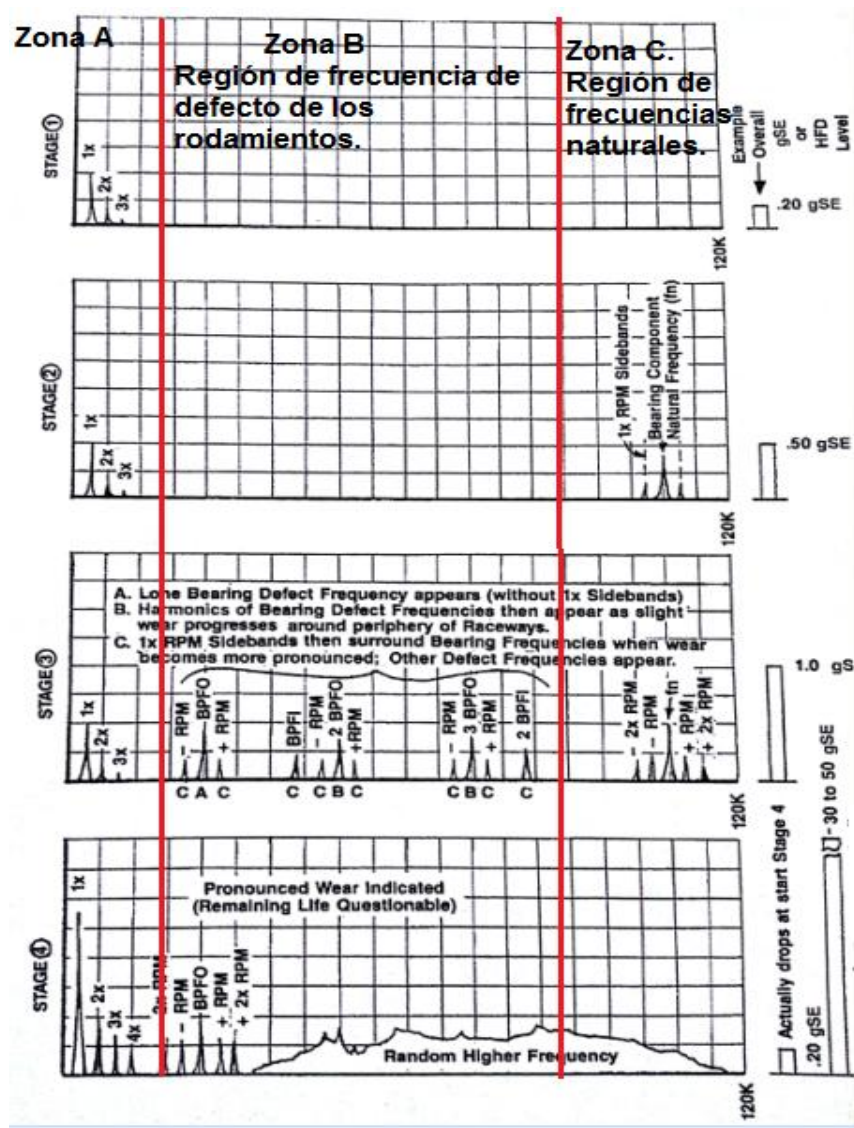 Zona A
Zona B
Región de frecuencia de
defecto de los
rodamientos.
Zona C.
Región de
frecuencias
naturales.
STAGE ①
1x
2x
3x
120K
Example
Overall
gSE
or
HFD
Level
.20 gSE
STAGE ②
1x
2x
3x
1x RPM Sidebands
Bearing Component
Natural Frequency (fn)
120K
.50 gSE
STAGE ③
A. Lone Bearing Defect Frequency appears (without 1x Sidebands)
B. Harmonics of Bearing Defect Frequencies then appear as slight
wear progresses around periphery of Raceways.
C. 1x RPM Sidebands then surround Bearing Frequencies when wear
becomes more pronounced; Other Defect Frequencies appear.
1x
2x
3x
- RPM
BPFO
+ RPM
BPFI
- RPM
2 BPFO
+RPM
- RPM
3 BPFO
+ RPM
2 BPFI
- 2x RPM
- RPM
fn
+ RPM
+ 2x RPM
C A C
C
C B C
C B C
C
120K
1.0 gS
STAGE ④
Pronounced Wear Indicated
(Remaining Life Questionable)
1x
2x
3x
4x
- RPM
BPFO
+ RPM
+ 2x RPM
Random Higher Frequency
120K
Actually drops at start Stage 4
.20 gSE
30 to 50 gSE